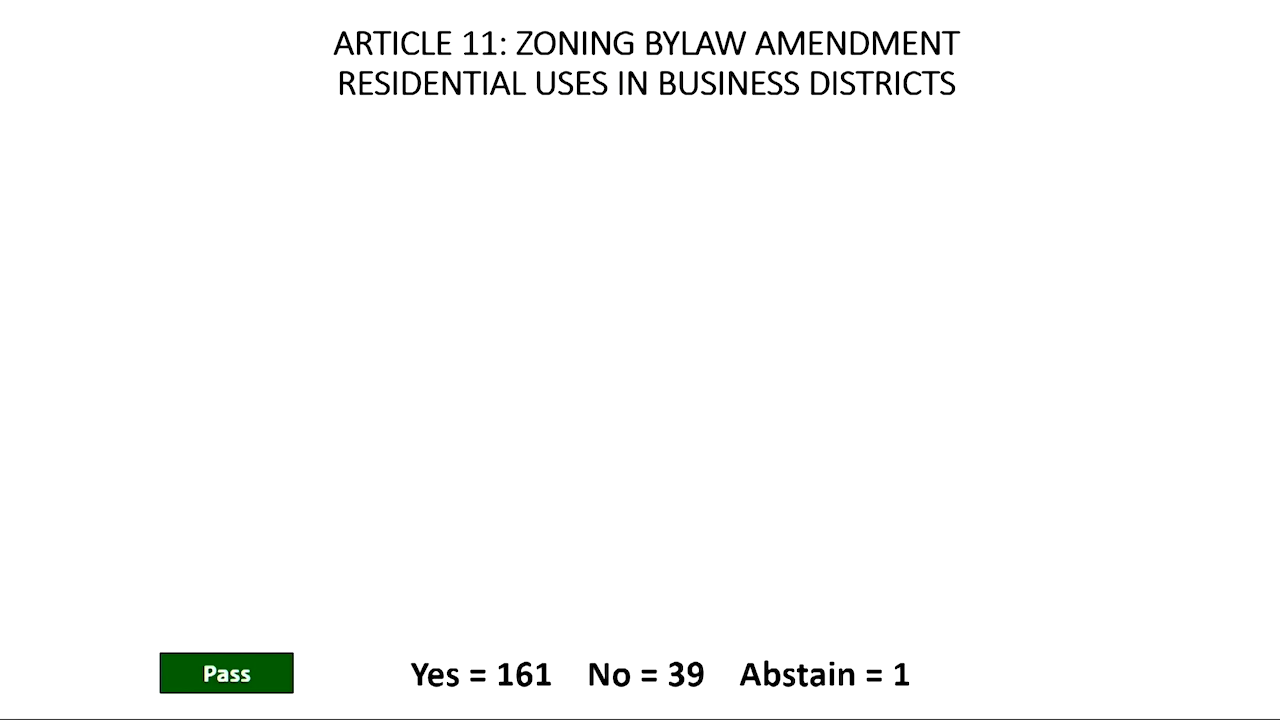 ARTICLE 11: ZONING BYLAW AMENDMENT
RESIDENTIAL USES IN BUSINESS DISTRICTS
Pass Yes = 161 No = 39 Abstain = 1